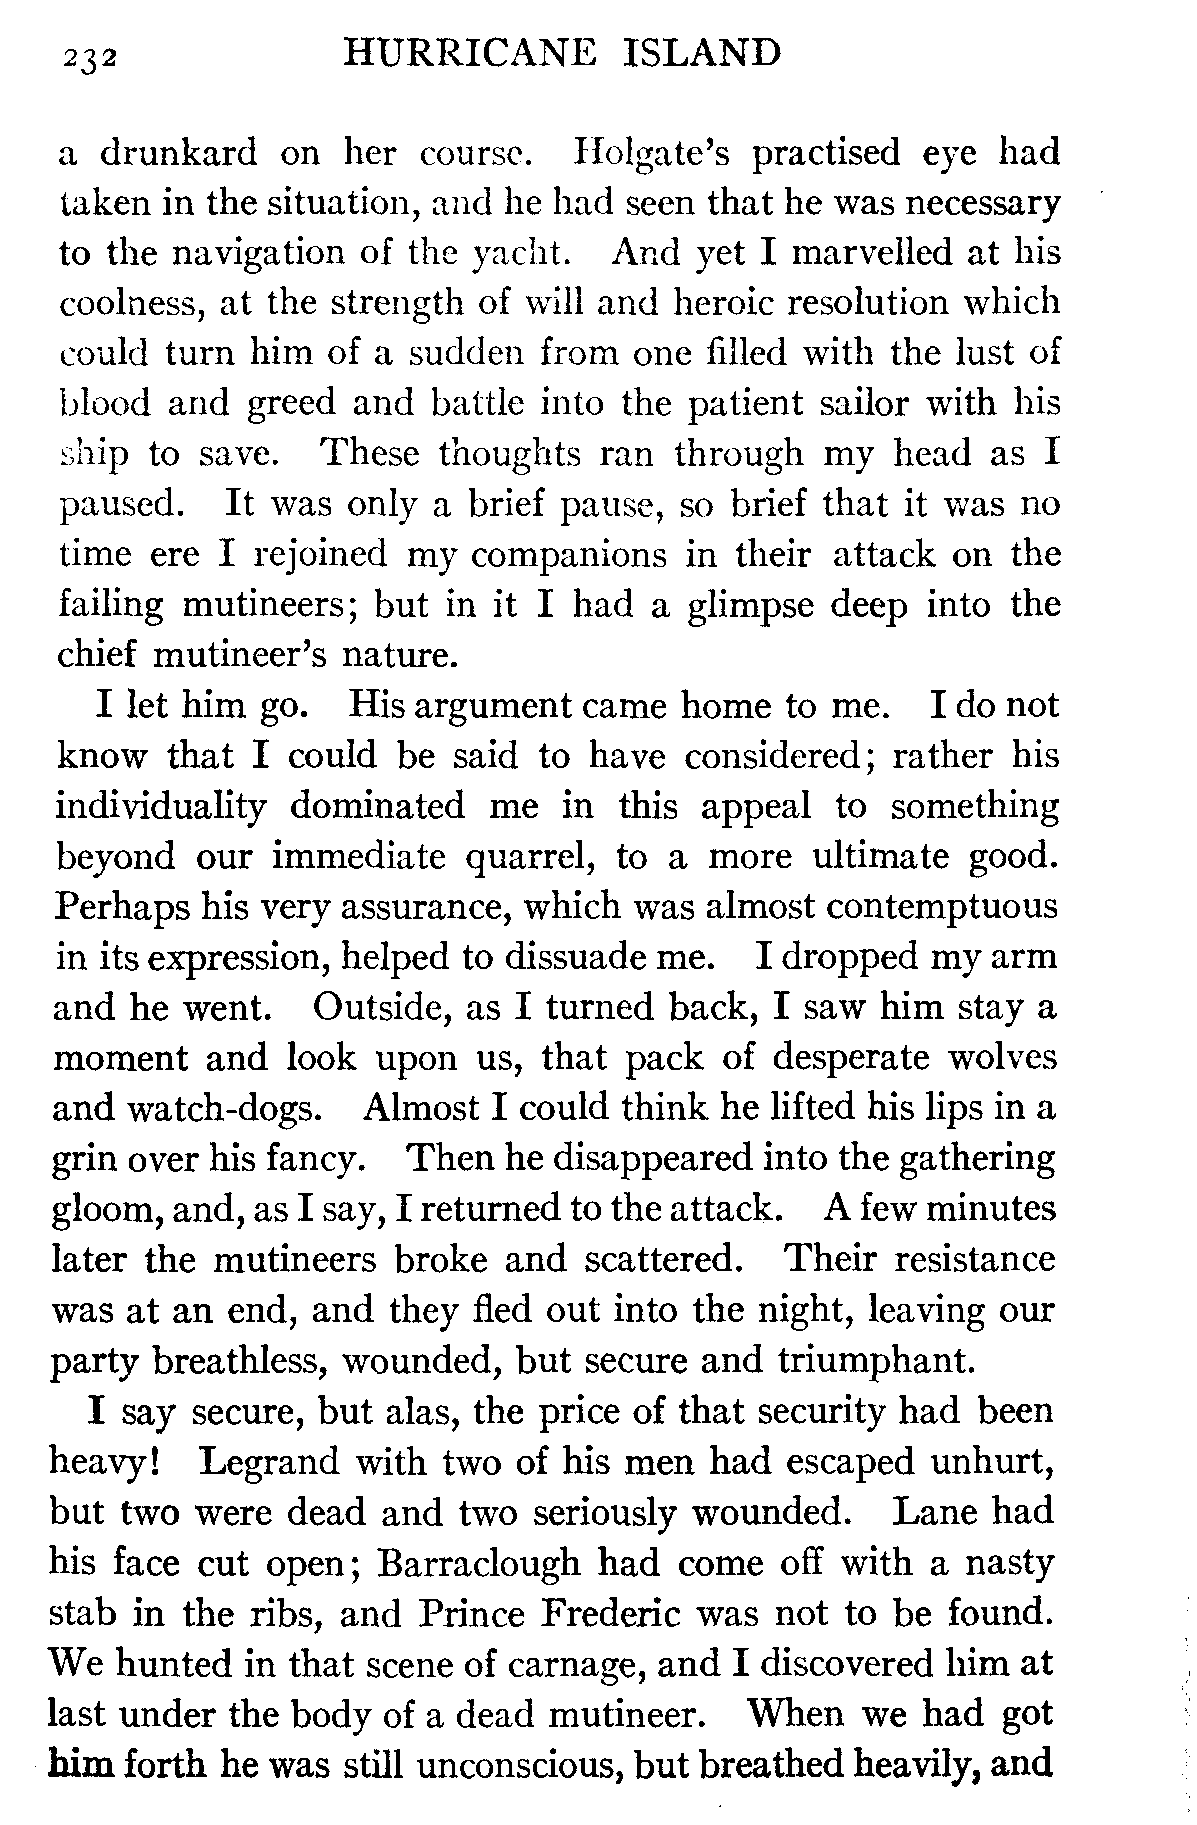 232 HURRICANE ISLAND
a drunkard on her course. Holgate's practised eye had
taken in the situation, and he had seen that he was necessary
to the navigation of the yacht. And yet I marvelled at his
coolness, at the strength of will and heroic resolution which
could turn him of a sudden from one filled with the lust of
blood and greed and battle into the patient sailor with his
ship to save. These thoughts ran through my head as I
paused. It was only a brief pause, so brief that it was no
time ere I rejoined my companions in their attack on the
failing mutineers; but in it I had a glimpse deep into the
chief mutineer's nature.
I let him go. His argument came home to me. I do not
know that I could be said to have considered; rather his
individuality dominated me in this appeal to something
beyond our immediate quarrel, to a more ultimate good.
Perhaps his very assurance, which was almost contemptuous
in its expression, helped to dissuade me. I dropped my arm
and he went. Outside, as I turned back, I saw him stay a
moment and look upon us, that pack of desperate wolves
and watch-dogs. Almost I could think he lifted his lips in a
grin over his fancy. Then he disappeared into the gathering
gloom, and, as I say, I returned to the attack. A few minutes
later the mutineers broke and scattered. Their resistance
was at an end, and they fled out into the night, leaving our
party breathless, wounded, but secure and triumphant.
I say secure, but alas, the price of that security had been
heavy! Legrand with two of his men had escaped unhurt,
but two were dead and two seriously wounded. Lane had
his face cut open; Barraclough had come off with a nasty
stab in the ribs, and Prince Frederic was not to be found.
We hunted in that scene of carnage, and I discovered him at
last under the body of a dead mutineer. When we had got
him forth he was still unconscious, but breathed heavily, and